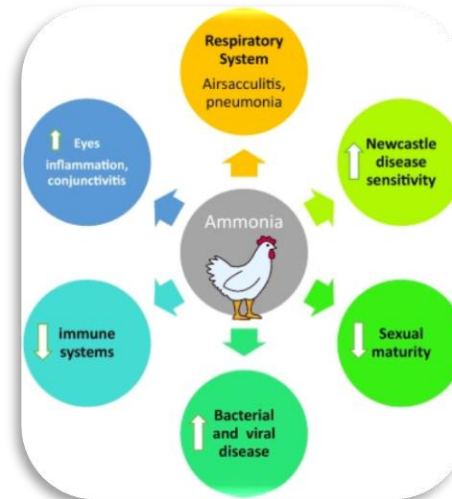 Respiratory
System
Airsacculitis,
pneumonia
Eyes
inflammation,
conjunctivitis
Newcastle
disease
sensitivity
Ammonia
immune
systems
Sexual
maturity
Bacterial
and viral
disease